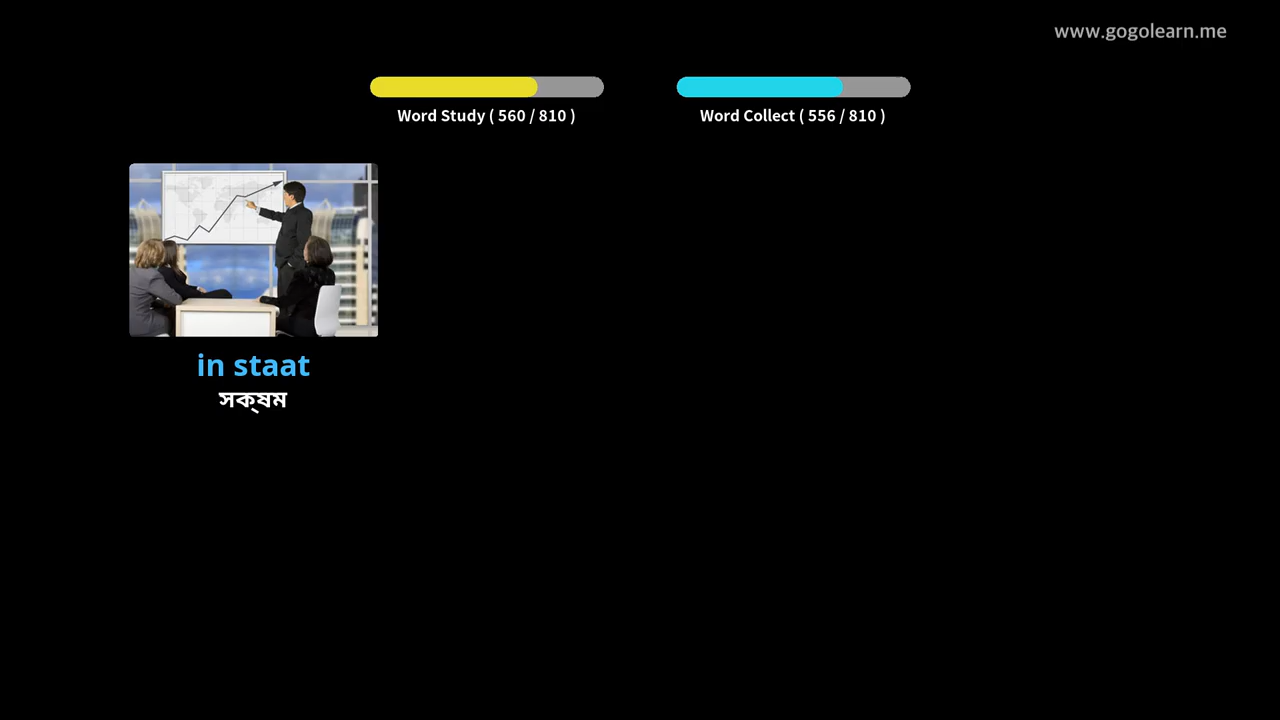 www.gogolearn.me
Word Study ( 560 / 810 )
Word Collect ( 556 / 810 )
in staat
সক্ষম